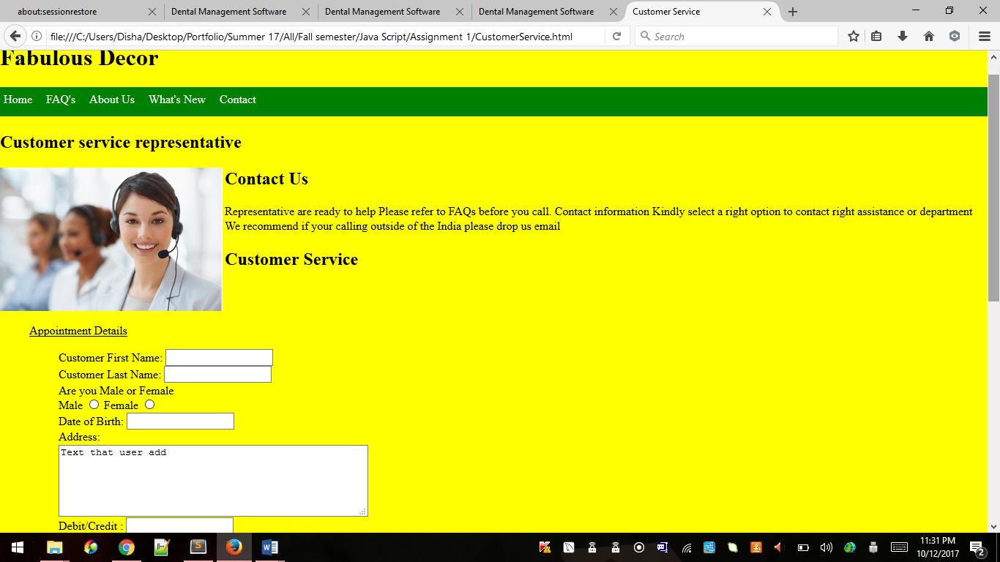 about:sessionrestore
Dental Management Software
Dental Management Software
Dental Management Software
Customer Service
file:///C:/Users/Disha/Desktop/Portfolio/Summer 17/All/Fall semester/Java Script/Assignment 1/CustomerService.html
Search
Fabulous Decor
Home FAQ's About Us What's New Contact
Customer service representative
Contact Us
Representative are ready to help Please refer to FAQs before you call. Contact information Kindly select a right option to contact right assistance or department
We recommend if your calling outside of the India please drop us email
Customer Service
Appointment Details
Customer First Name:
Customer Last Name:
Are you Male or Female
Male Female
Date of Birth:
Address:
Text that user add
Debit/Credit :
11:31 PM
10/12/2017
2